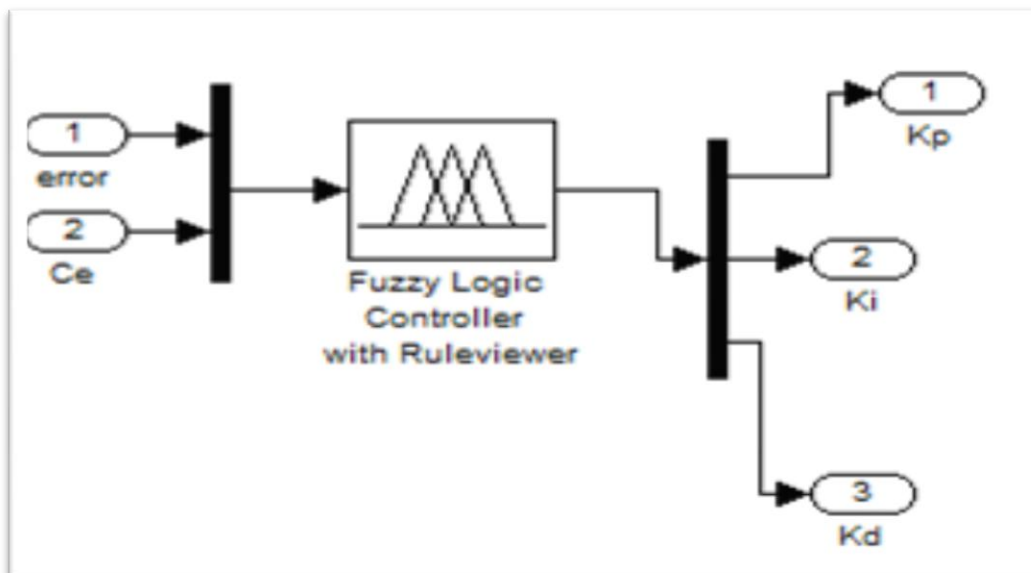 1
error
2
Ce
Fuzzy Logic
Controller
with Ruleviewer
1
Kp
2
Ki
3
Kd